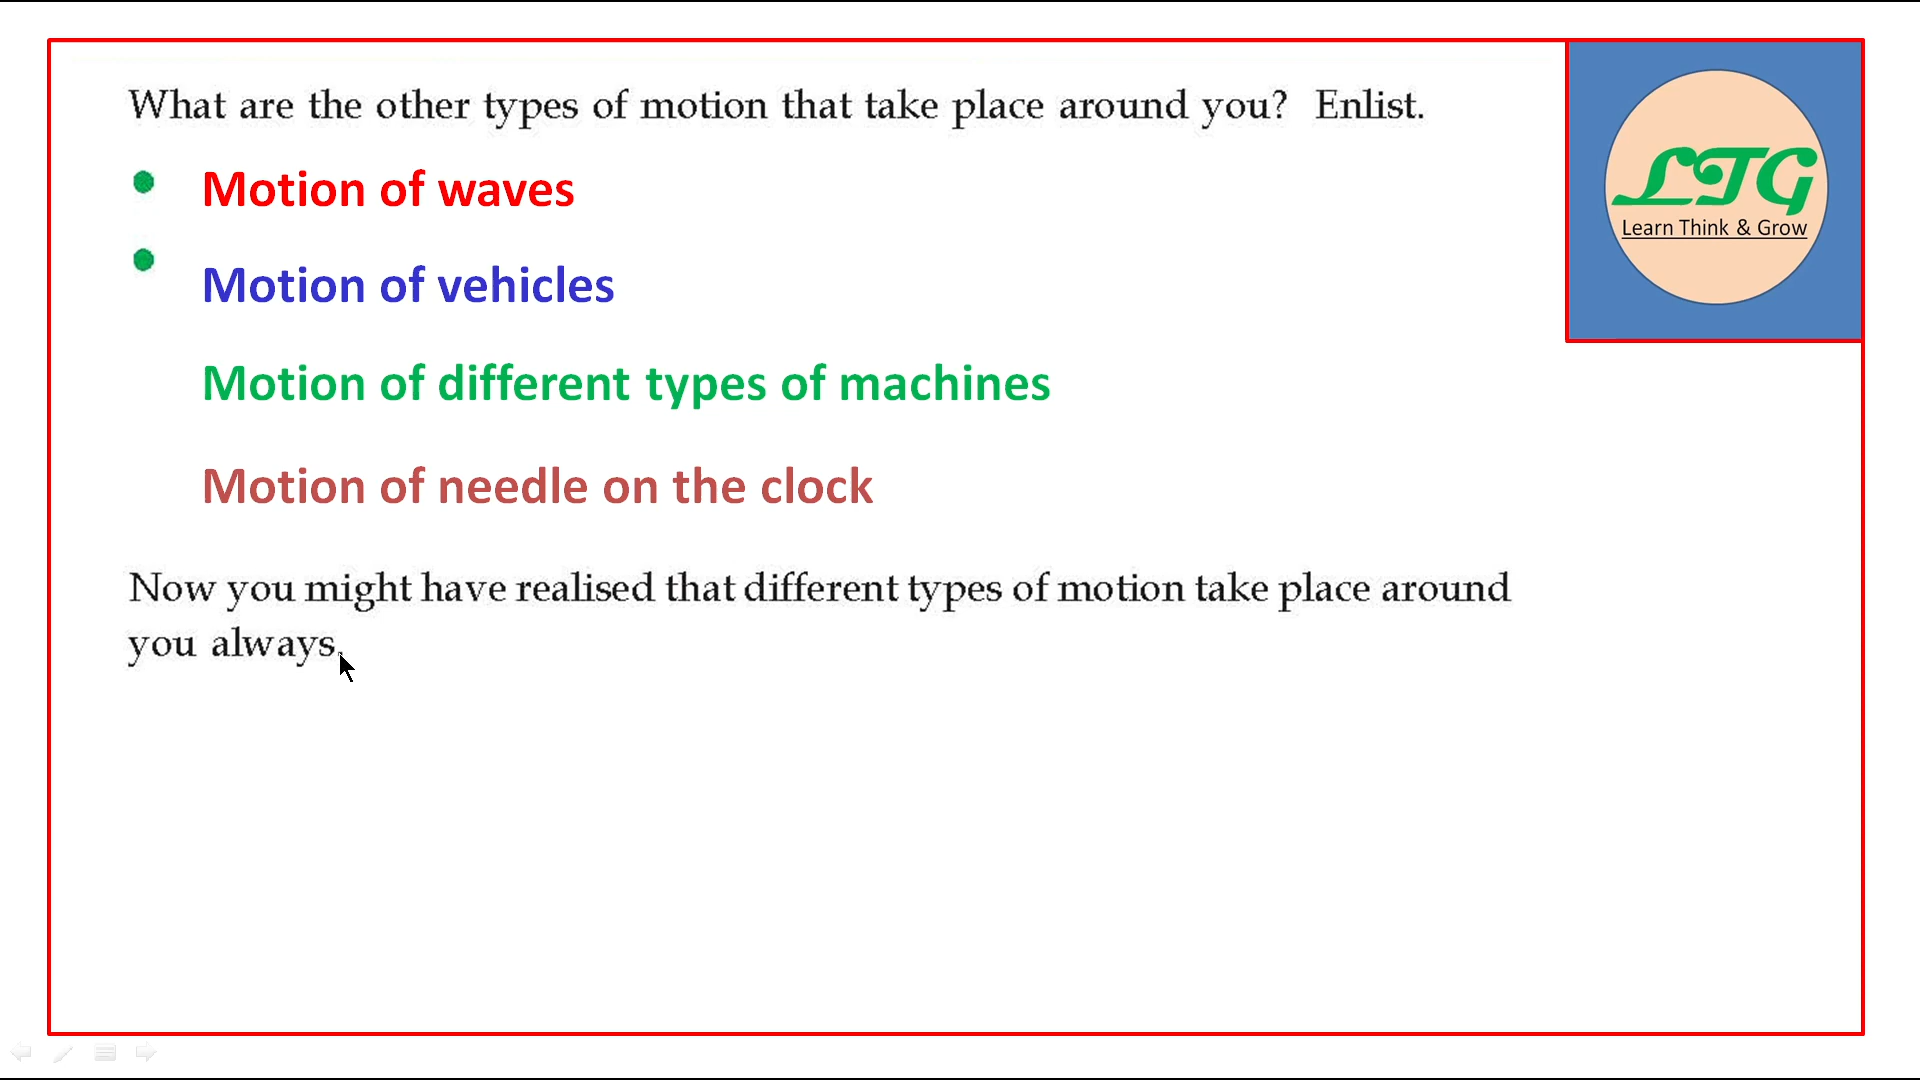 What are the other types of motion that take place around you? Enlist.
Motion of waves
Motion of vehicles
Motion of different types of machines
Motion of needle on the clock
Now you might have realised that different types of motion take place around
you always.
LTG
Learn Think & Grow